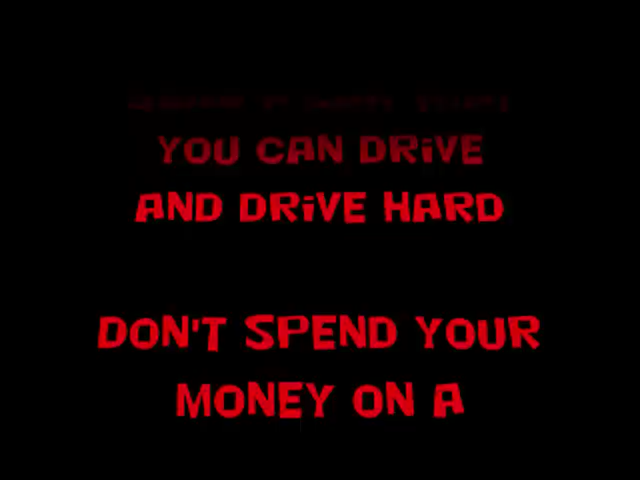 YOU CAN DRiVE
AND DRiVE HARD
DON'T SPEND YOUR
MONEY ON A